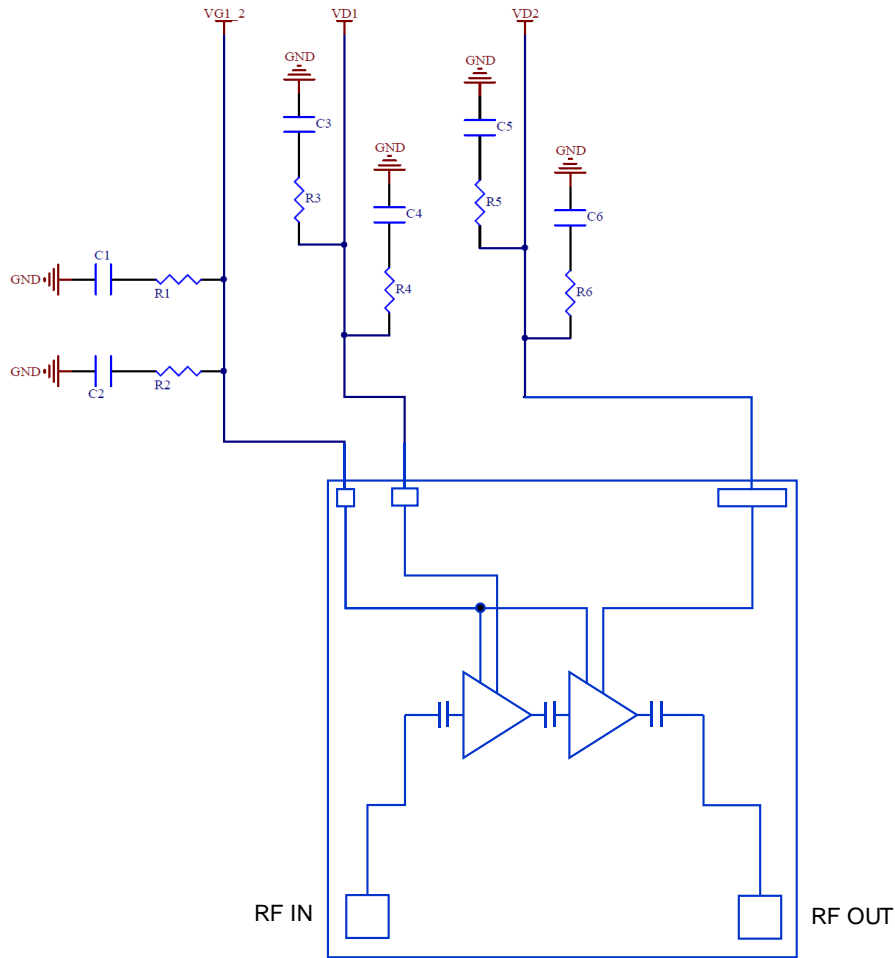 VG1_2
VD1
VD2
GND
GND
C3
C5
GND
GND
R3
R5
C4
C6
C1
GND
R1
R4
R6
GND
R2
C2
RF IN
RF OUT